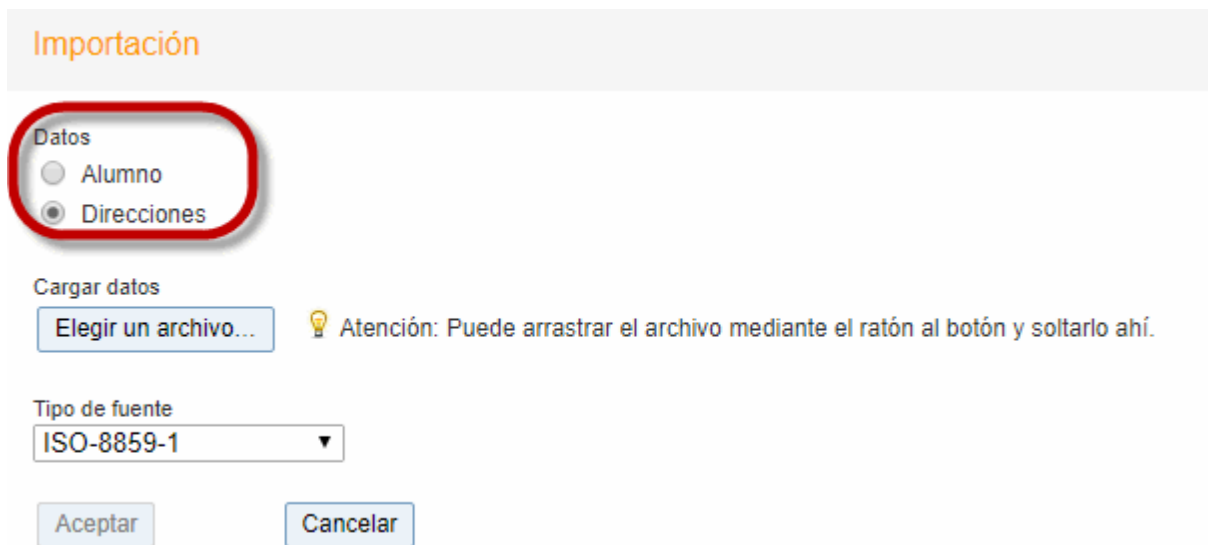 Importación
Datos
Alumno
Direcciones
Cargar datos
Elegir un archivo... Atención: Puede arrastrar el archivo mediante el ratón al botón y soltarlo ahí.
Tipo de fuente
ISO-8859-1
Aceptar Cancelar